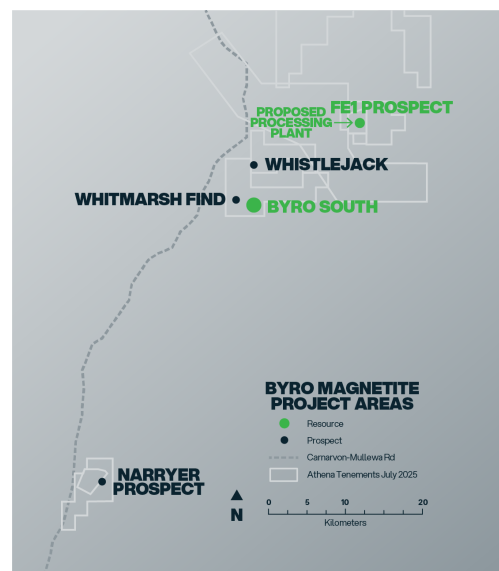 FE1 PROSPECT
PROPOSED
PROCESSING
PLANT
WHISTLEJACK
WHITMARSH FIND
BYRO SOUTH
BYRO MAGNETITE
PROJECT AREAS
Resource
Prospect
Carnarvon-Mullewa Rd
Athena Tenements July 2025
NARRYER
PROSPECT
N
0 5 10 20
Kilometers